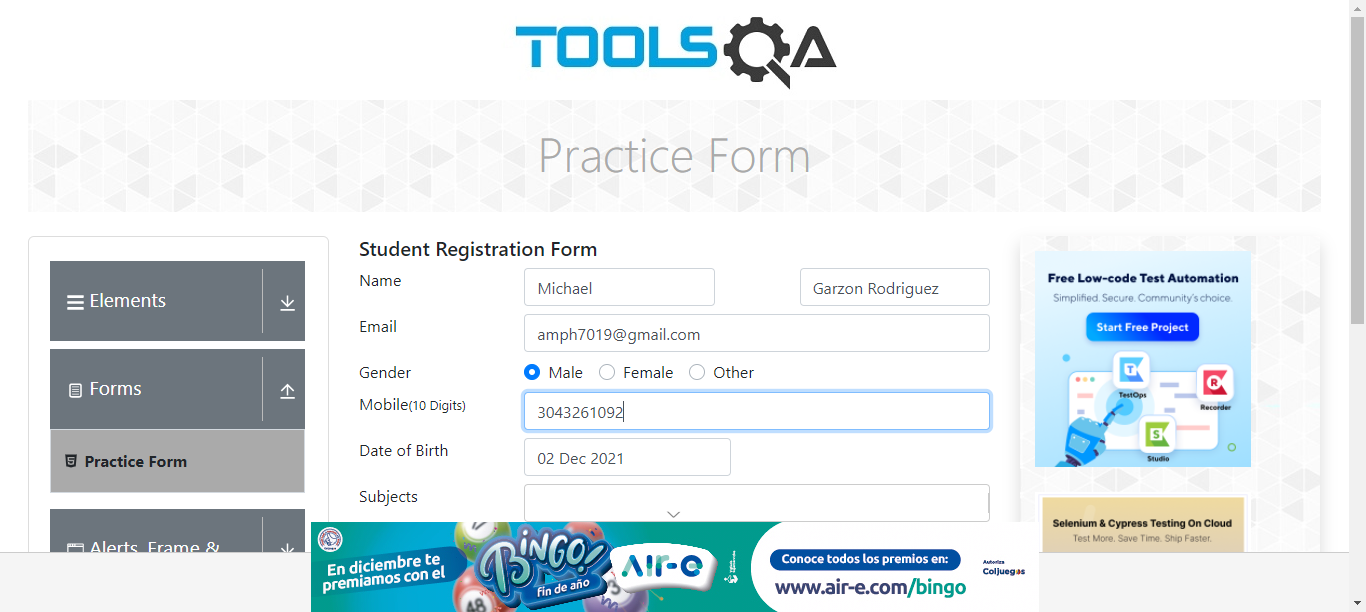 TOOLSQA
Practice Form
Elements
Forms
Practice Form
Alerts, Frame &
Student Registration Form
Name
Michael
Garzon Rodriguez
Email
amph7019@gmail.com
Gender
Male
Female
Other
Mobile(10 Digits)
3043261092
Date of Birth
02 Dec 2021
Subjects
Free Low-code Test Automation
Simplified. Secure. Community's choice.
Start Free Project
TestOps
Recorder
Studio
Selenium & Cypress Testing On Cloud
Test More. Save Time. Ship Faster.
En diciembre te
premiamos con el
BINGO!
fin de año
48
3
AIR-E
Conoce todos los premios en:
www.air-e.com/bingo
Autoriza
Coljuegos